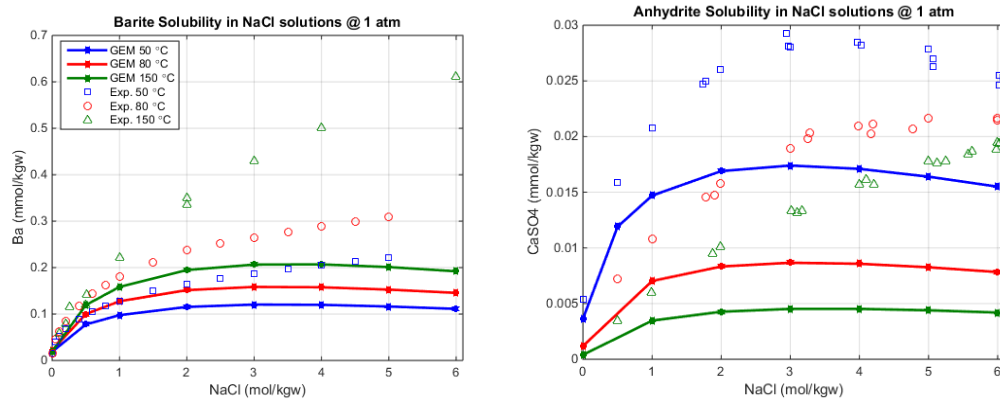 Barite Solubility in NaCl solutions @ 1 atm
0.7
0.6
0.5
0.4
0.3
0.2
0.1
0
Ba (mmol/kgw)
GEM 50 °C
GEM 80 °C
GEM 150 °C
Exp. 50 °C
Exp. 80 °C
Exp. 150 °C
0 1 2 3 4 5 6
NaCl (mol/kgw)
Anhydrite Solubility in NaCl solutions @ 1 atm
0.03
0.025
0.02
0.015
0.01
0.005
0
CaSO4 (mmol/kgw)
0 1 2 3 4 5 6
NaCl (mol/kgw)